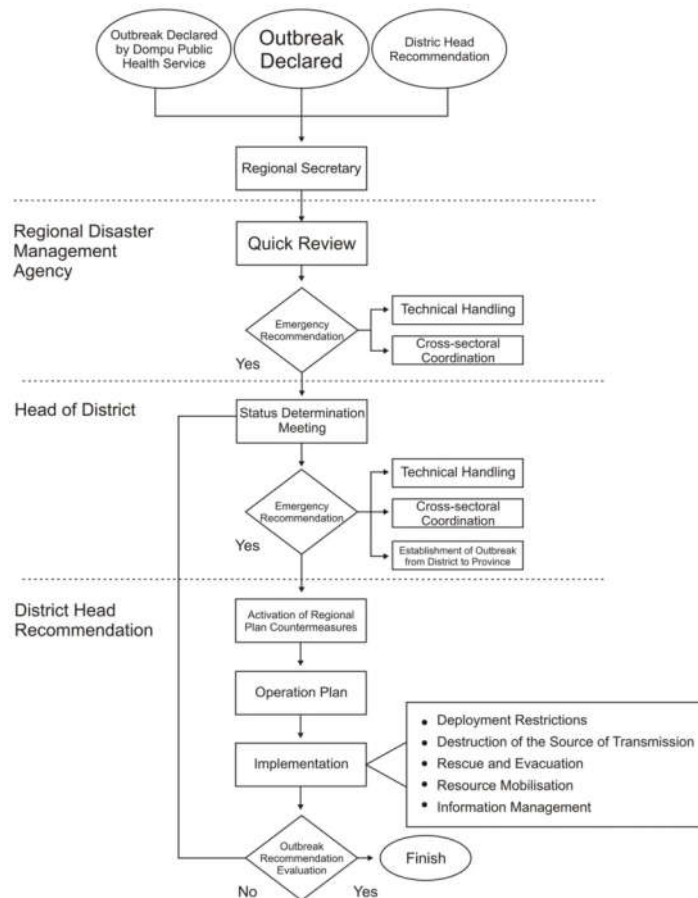 Outbreak Declared
by Dompu Public
Health Service
Outbreak
Declared
Distric Head
Recommendation
Regional Secretary
Regional Disaster
Management
Agency
Quick Review
Emergency
Recommendation
Yes
Technical Handling
Cross-sectoral
Coordination
Head of District
Status Determination
Meeting
Emergency
Recommendation
Yes
Technical Handling
Cross-sectoral
Coordination
Establishment of Outbreak
from District to Province
District Head
Recommendation
Activation of Regional
Plan Countermeasures
Operation Plan
Implementation
• Deployment Restrictions
• Destruction of the Source of Transmission
• Rescue and Evacuation
• Resource Mobilisation
• Information Management
Outbreak
Recommendation
Evaluation
No
Yes
Finish